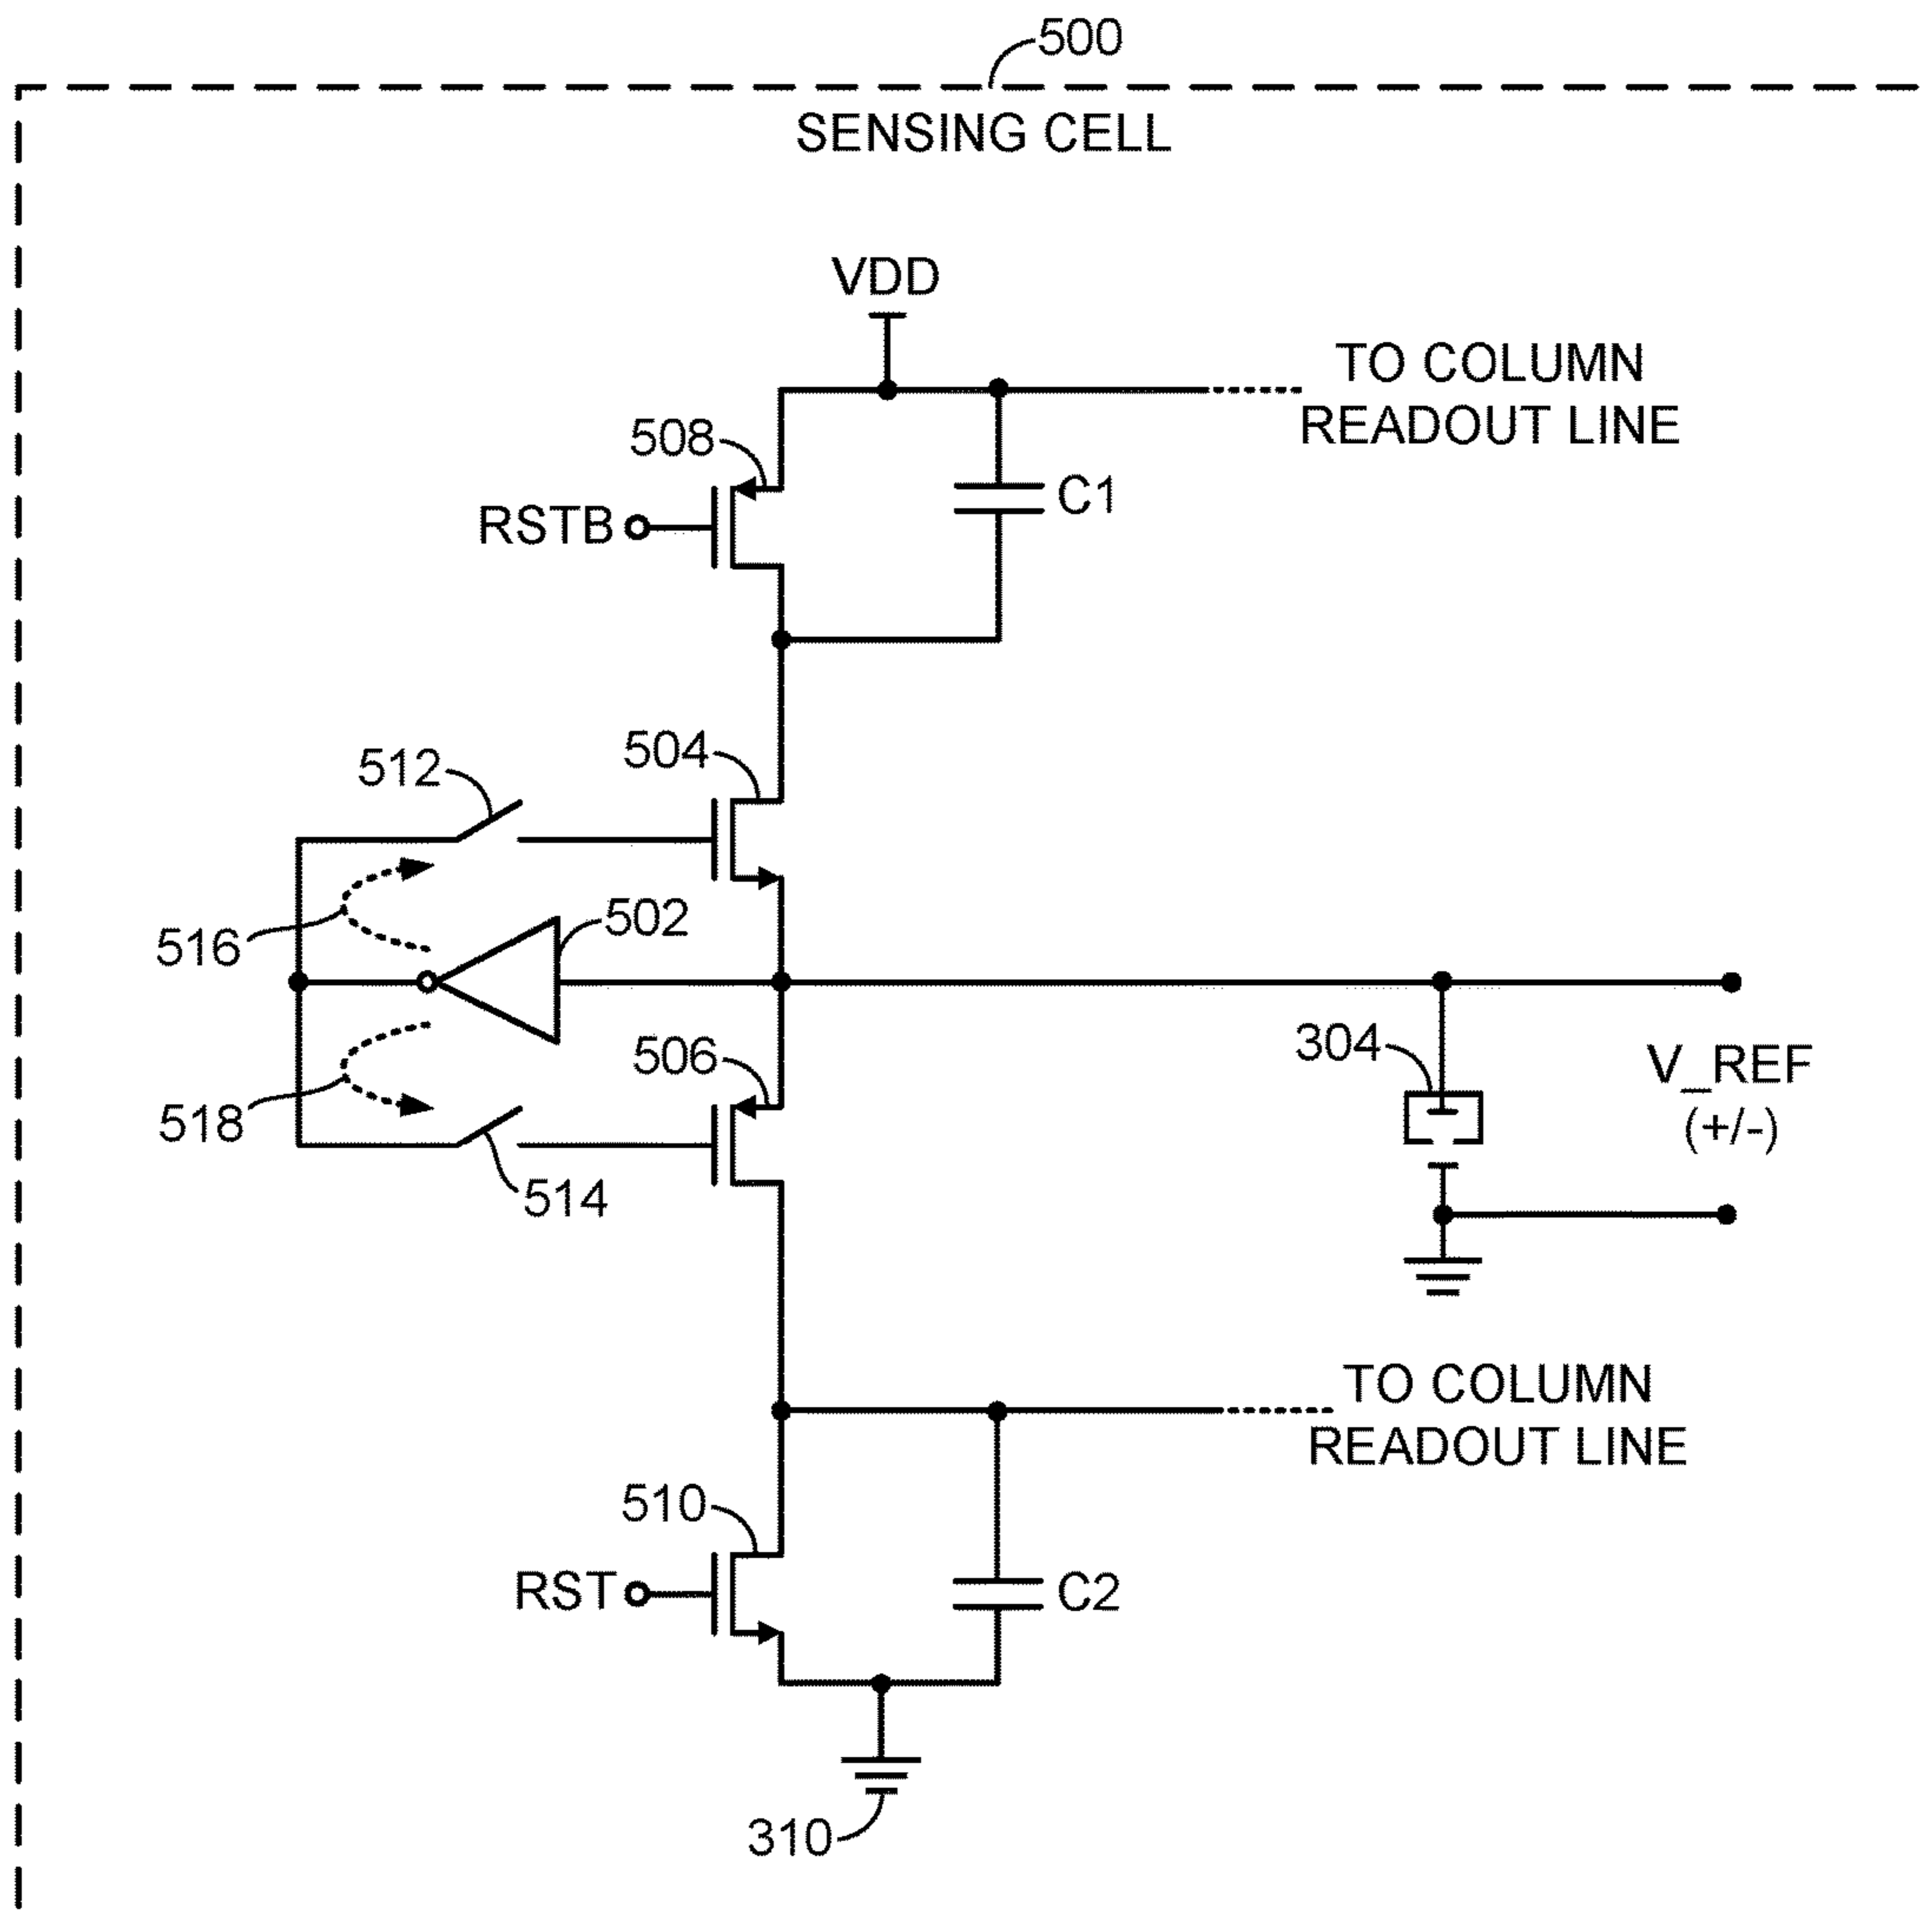 500
SENSING CELL
VDD
TO COLUMN
READOUT LINE
508
C1
RSTB
504
512
502
516
506
304
V_REF
(+/-)
518
514
TO COLUMN
READOUT LINE
510
RST
C2
310